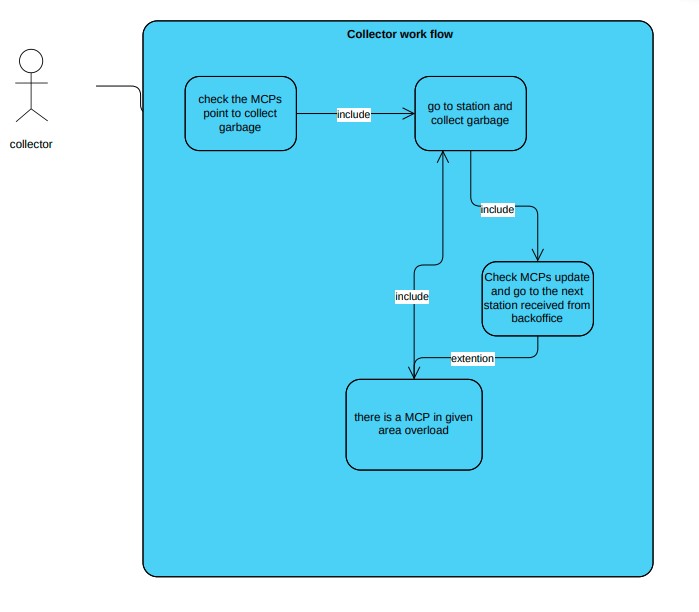 Collector work flow
check the MCPs
point to collect
garbage
include
go to station and
collect garbage
collector
include
Check MCPs update
and go to the next
station received from
backoffice
include
extention
there is a MCP in given
area overload